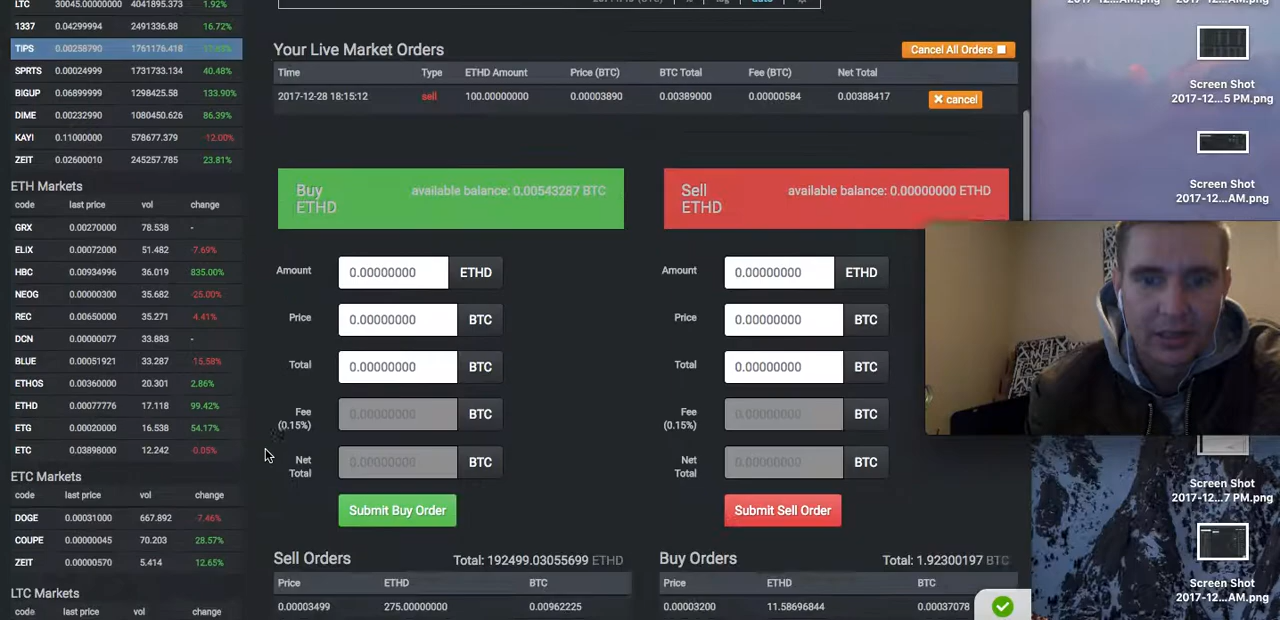 LTC 30045.00000000 4041895.373 1.92%
1337 0.04299994 2491336.88 16.72%
TIPS 0.00258790 1761176.418
SPRTS 0.00024999 1731733.134 40.48%
BIGUP 0.06899999 1298425.58 133.90%
DIME 0.00232990 1080450.626 86.39%
KAYI 0.11000000 578677.379 -12.00%
ZEIT 0.02600010 245257.785 23.81%
ETH Markets
code last price vol change
GRX 0.00270000 78.538 -
ELIX 0.00072000 51.482 -7.69%
HBC 0.00934996 36.019 835.00%
NEOG 0.00000300 35.682 -25.00%
REC 0.00650000 35.271 -4.41%
DCN 0.00000077 33.883 -
BLUE 0.00051921 33.287 -15.58%
ETHOS 0.00360000 20.301 2.86%
ETHD 0.00077776 17.118 99.42%
ETG 0.00020000 16.538 54.17%
ETC 0.03898000 12.242 -0.05%
ETC Markets
code last price vol change
DOGE 0.00031000 667.892 -7.46%
COUPE 0.00000045 70.203 28.57%
ZEIT 0.00000570 5.414 12.65%
LTC Markets
code last price vol change
Your Live Market Orders
Cancel All Orders
Time Type ETHD Amount Price (BTC) BTC Total Fee (BTC) Net Total
2017-12-28 18:15:12 sell 100.00000000 0.00003890 0.00389000 0.00000584 0.00388417 cancel
Buy ETHD available balance: 0.00543287 BTC
Amount 0.00000000 ETHD
Price 0.00000000 BTC
Total 0.00000000 BTC
Fee (0.15%) 0.00000000 BTC
Net Total 0.00000000 BTC
Submit Buy Order
Sell ETHD available balance: 0.00000000 ETHD
Amount 0.00000000 ETHD
Price 0.00000000 BTC
Total 0.00000000 BTC
Fee (0.15%) 0.00000000 BTC
Net Total 0.00000000 BTC
Submit Sell Order
Sell Orders Total: 192499.03055699 ETHD
Price ETHD BTC
0.00003499 275.00000000 0.00962225
Buy Orders Total: 1.92300197 BTC
Price ETHD BTC
0.00003200 11.58696844 0.00037078
Screen Shot
2017-12...5 PM.png
Screen Shot
2017-12...AM.png
Screen Shot
2017-12...7 PM.png
Screen Shot
2017-12...AM.png